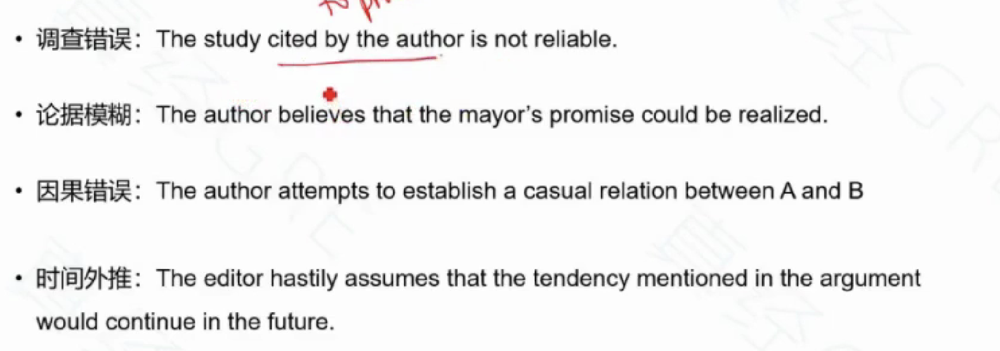 • 调查错误：The study cited by the author is not reliable.
• 论据模糊：The author believes that the mayor's promise could be realized.
• 因果错误：The author attempts to establish a casual relation between A and B
• 时间外推：The editor hastily assumes that the tendency mentioned in the argument
would continue in the future.